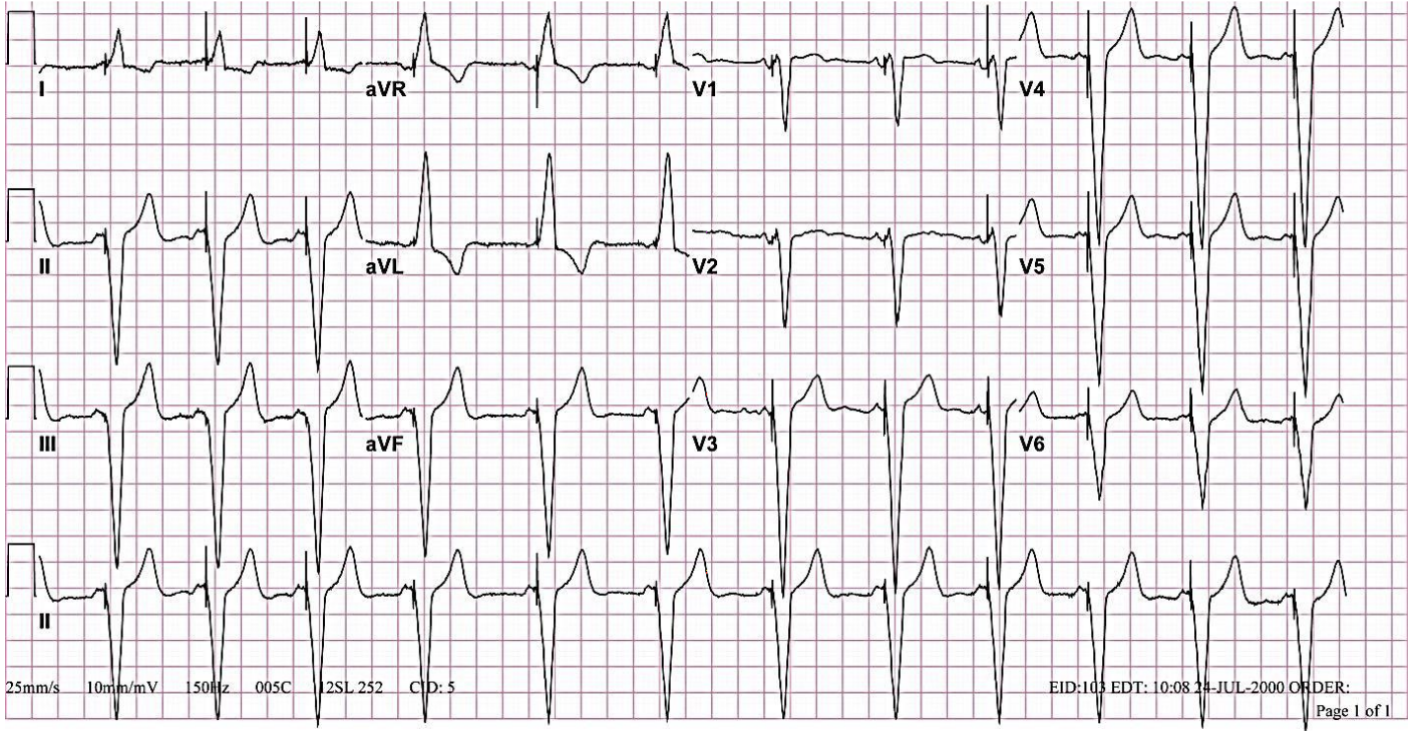 I aVR V1 V4
II aVL V2 V5
III aVF V3 V6
II
25mm/s 10mm/mV 150Hz 005C 12SL 252 CID: 5 EID:103 EDT: 10:08 24-JUL-2000 ORDER:
Page 1 of 1